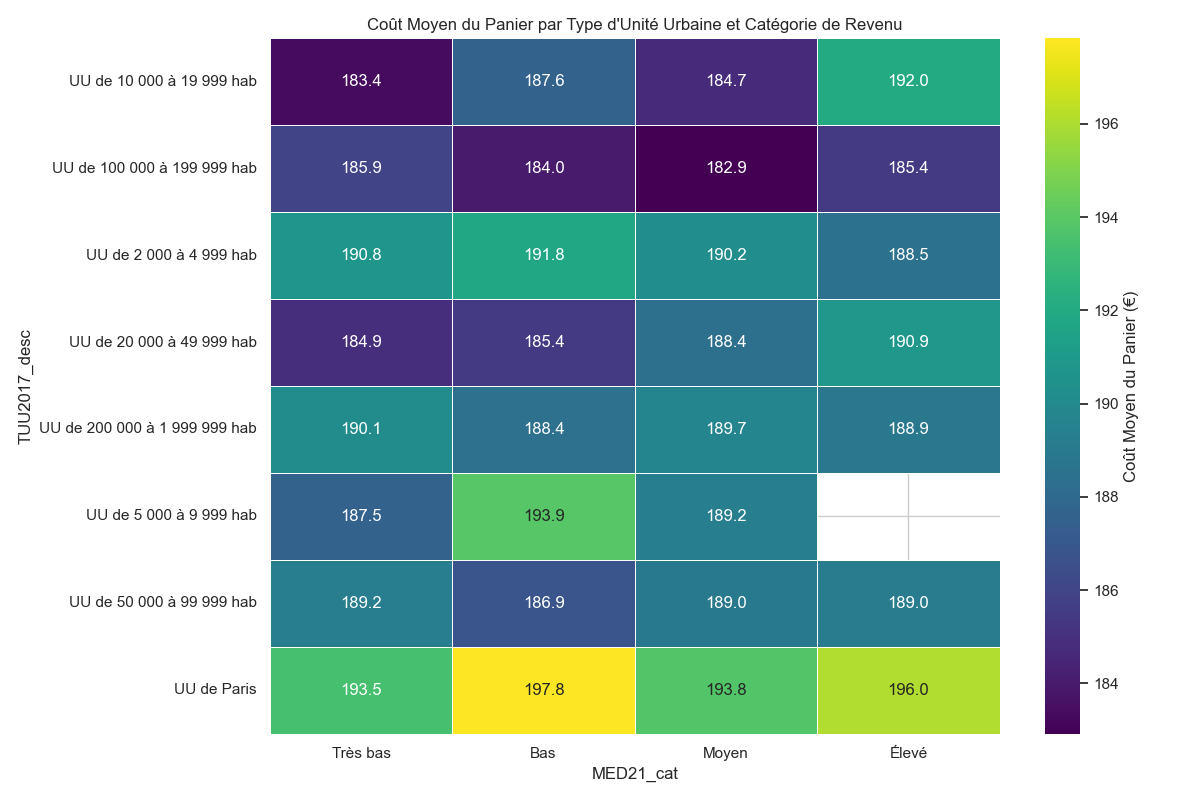 Coût Moyen du Panier par Type d'Unité Urbaine et Catégorie de Revenu
TUU2017_desc
UU de 10 000 à 19 999 hab 183.4 187.6 184.7 192.0
UU de 100 000 à 199 999 hab 185.9 184.0 182.9 185.4
UU de 2 000 à 4 999 hab 190.8 191.8 190.2 188.5
UU de 20 000 à 49 999 hab 184.9 185.4 188.4 190.9
UU de 200 000 à 1 999 999 hab 190.1 188.4 189.7 188.9
UU de 5 000 à 9 999 hab 187.5 193.9 189.2
UU de 50 000 à 99 999 hab 189.2 186.9 189.0 189.0
UU de Paris 193.5 197.8 193.8 196.0
Très bas Bas Moyen Élevé
MED21_cat
196
194
192
190
188
186
184
Coût Moyen du Panier (€)